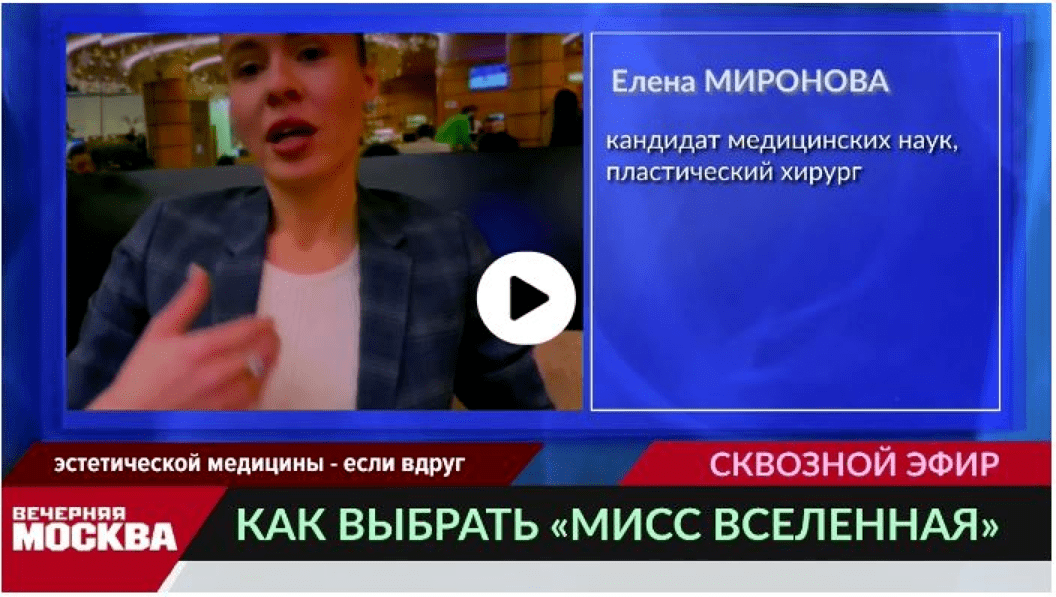 Елена МИРОНОВА
кандидат медицинских наук,
пластический хирург
эстетической медицины - если вдруг
СКВОЗНОЙ ЭФИР
ВЕЧЕРНЯЯ
МОСКВА
КАК ВЫБРАТЬ «МИСС ВСЕЛЕННАЯ»